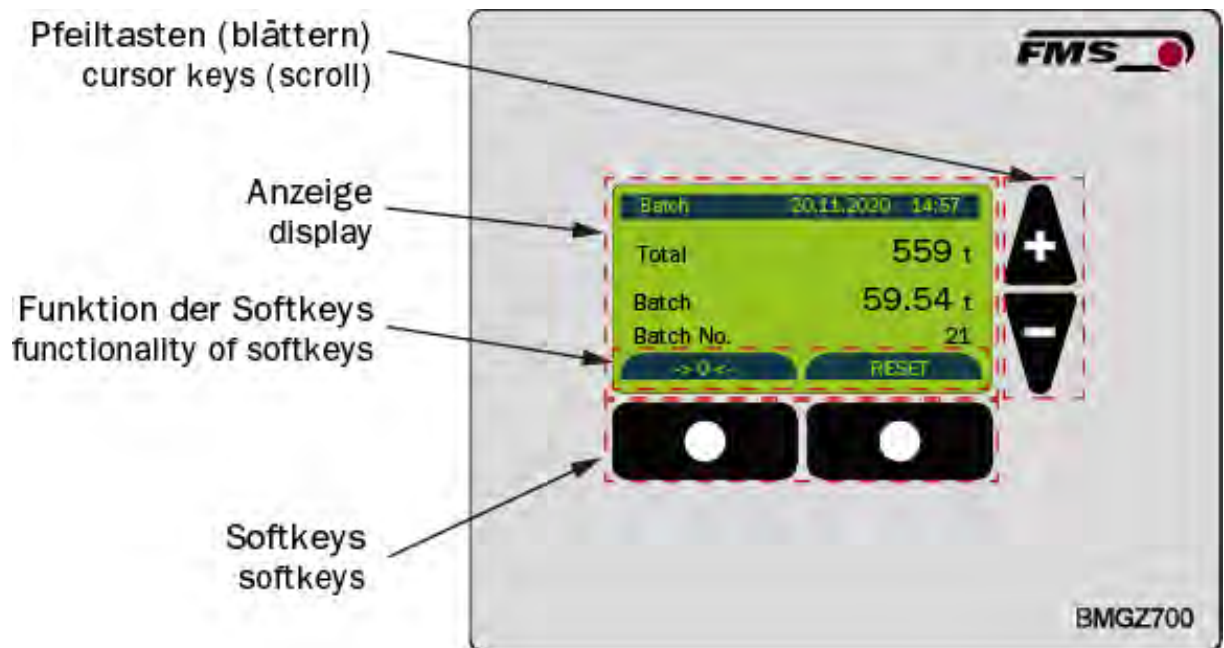 Pfeiltasten (blättern)
cursor keys (scroll)
FMS
Anzeige
display
Batch 20.11.2020 14:57
Total 559 t
Batch 59.54 t
Batch No. 21
-> 0 <- RESET
+
-
Funktion der Softkeys
functionality of softkeys
Softkeys
softkeys
BMGZ700